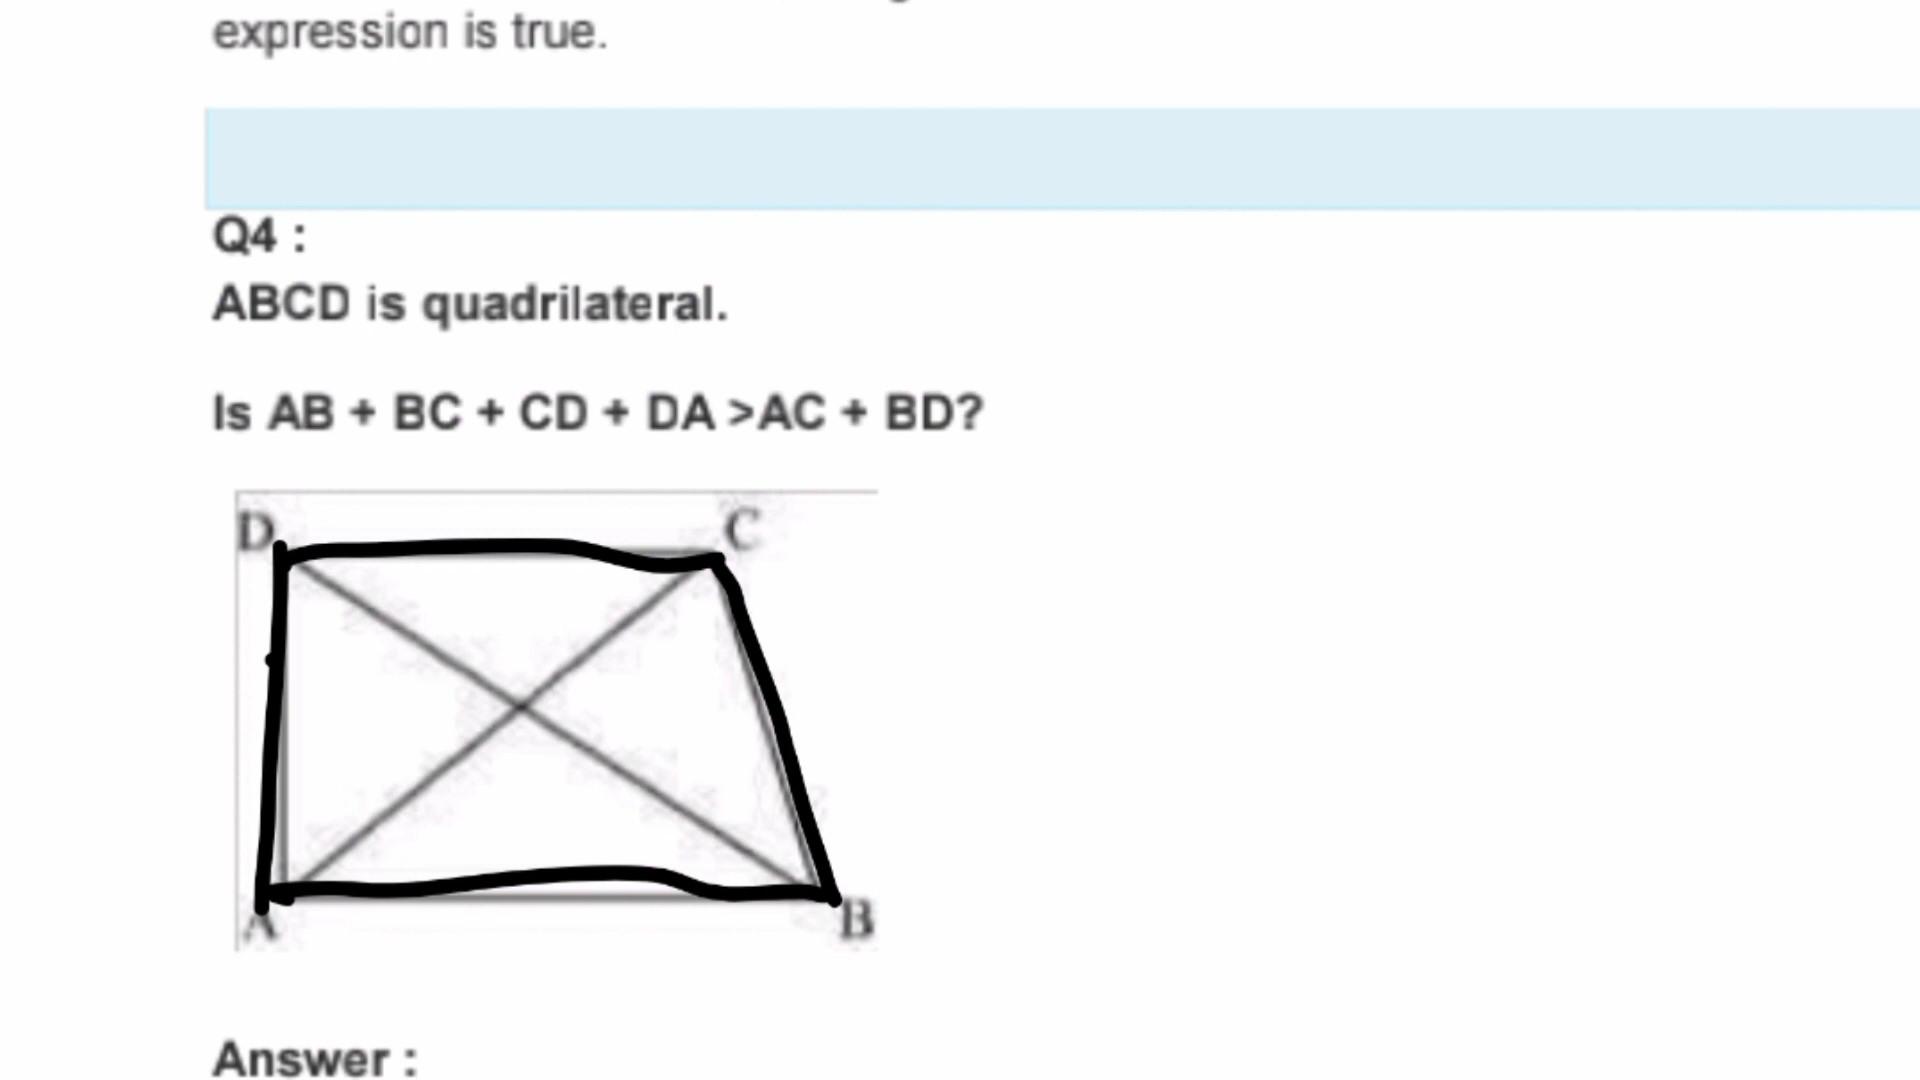 expression is true.
Q4 :
ABCD is quadrilateral.
Is AB + BC + CD + DA >AC + BD?
D C
A B
Answer :